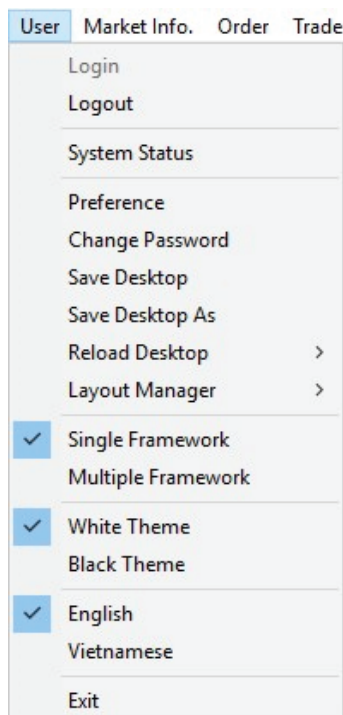 User Market Info. Order Trade
Login
Logout
System Status
Preference
Change Password
Save Desktop
Save Desktop As
Reload Desktop
Layout Manager
Single Framework
Multiple Framework
White Theme
Black Theme
English
Vietnamese
Exit